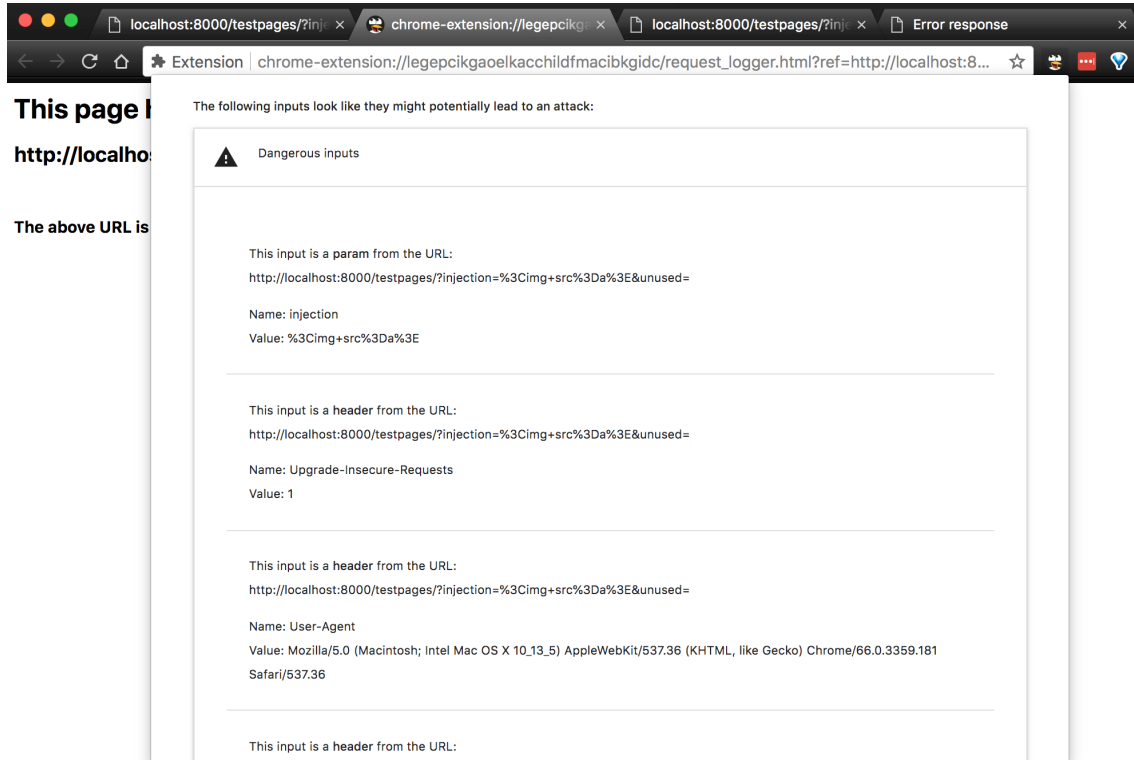 localhost:8000/testpages/?inje
chrome-extension://legepcikga
localhost:8000/testpages/?inje
Error response
Extension
chrome-extension://legepcikgaoelkacchildfmacibkgidc/request_logger.html?ref=http://localhost:8...
This page
http://localhos
The above URL is
The following inputs look like they might potentially lead to an attack:
Dangerous inputs
This input is a param from the URL:
http://localhost:8000/testpages/?injection=%3Cimg+src%3Da%3E&unused=
Name: injection
Value: %3Cimg+src%3Da%3E
This input is a header from the URL:
http://localhost:8000/testpages/?injection=%3Cimg+src%3Da%3E&unused=
Name: Upgrade-Insecure-Requests
Value: 1
This input is a header from the URL:
http://localhost:8000/testpages/?injection=%3Cimg+src%3Da%3E&unused=
Name: User-Agent
Value: Mozilla/5.0 (Macintosh; Intel Mac OS X 10_13_5) AppleWebKit/537.36 (KHTML, like Gecko) Chrome/66.0.3359.181
Safari/537.36
This input is a header from the URL: